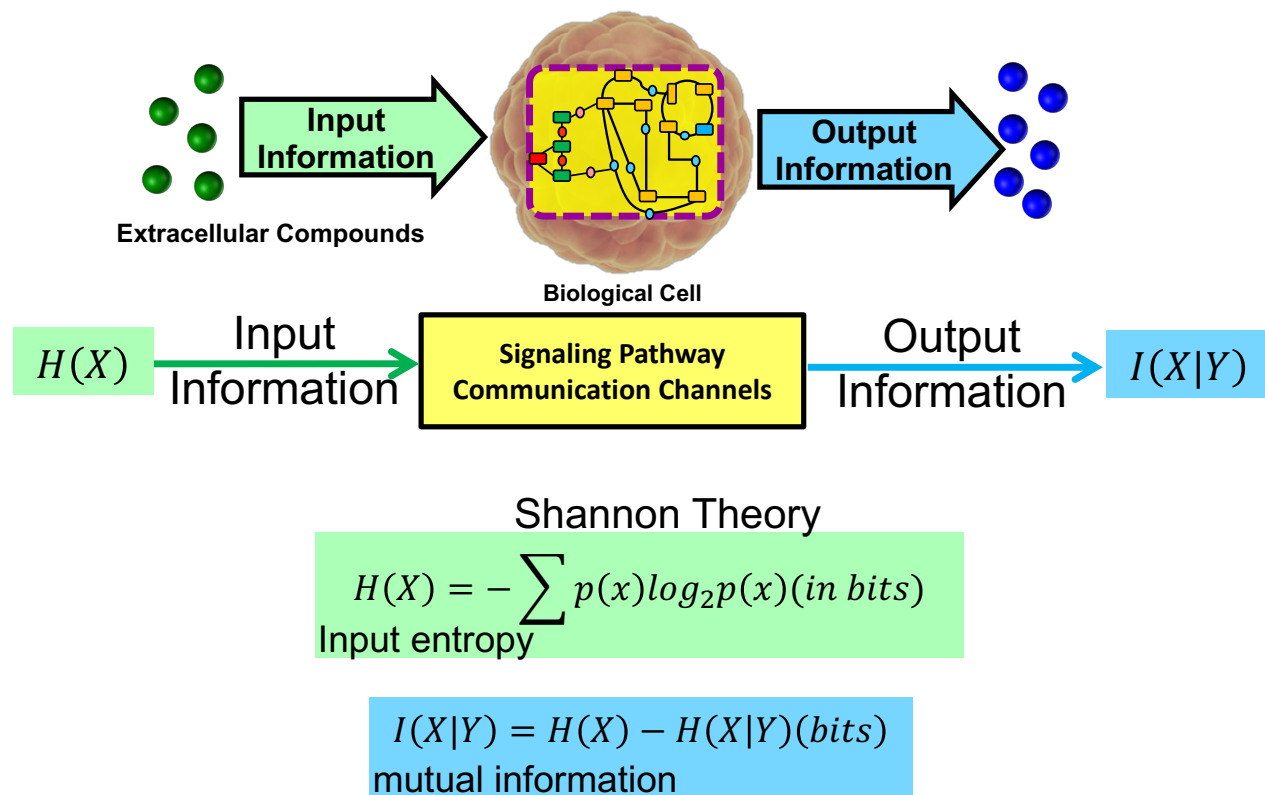 Input
Information
Output
Information
Extracellular Compounds
Biological Cell
H(X)
Input
Information
Signaling Pathway
Communication Channels
Output
Information
I(X|Y)
Shannon Theory
H(X) = −∑ p(x)log₂p(x)(in bits)
Input entropy
I(X|Y) = H(X) − H(X|Y)(bits)
mutual information